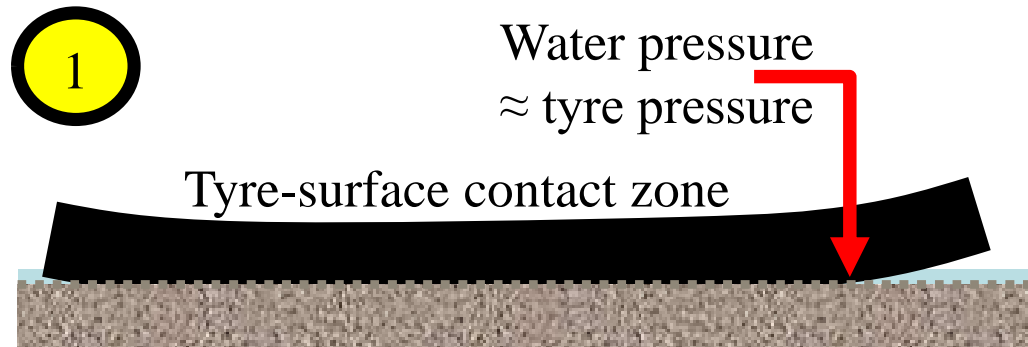 1
Water pressure
≈ tyre pressure
Tyre-surface contact zone